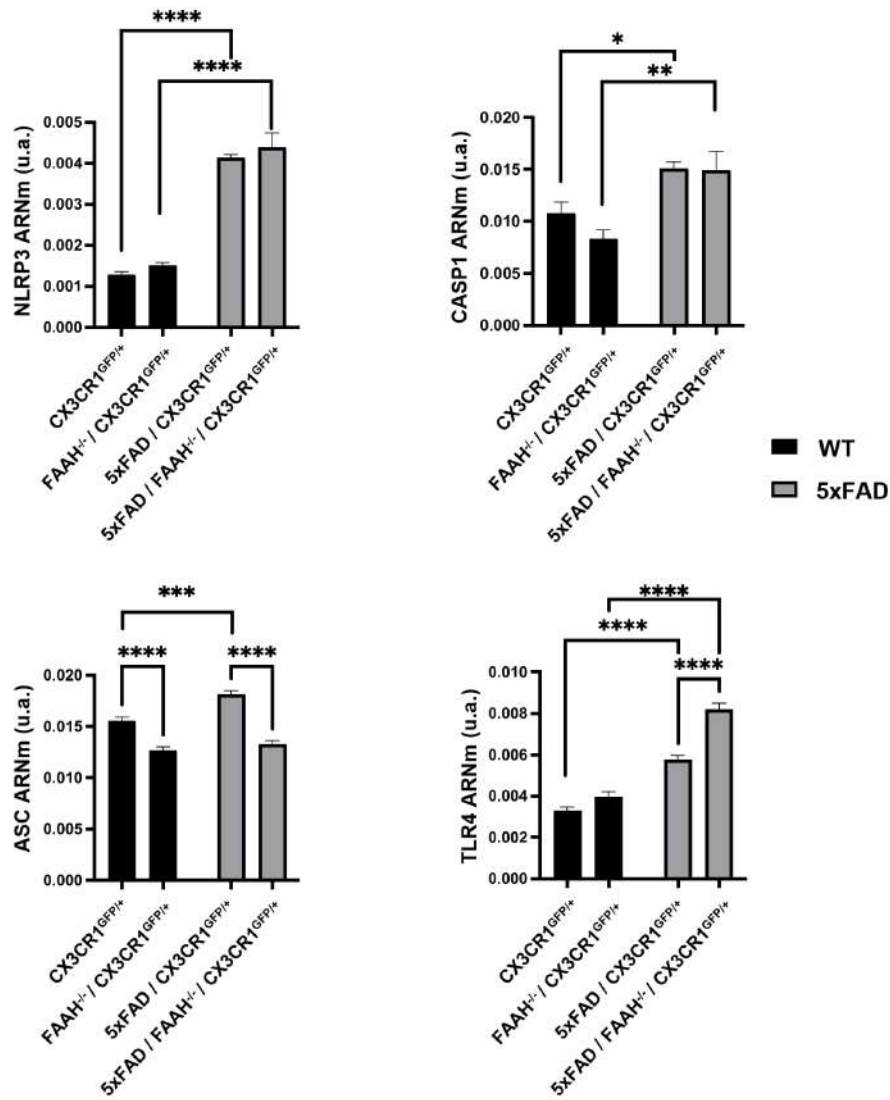 ****
****
NLRP3 ARNm (u.a.)
0.005
0.004
0.003
0.002
0.001
0.000
CX3CR1GFP/+
FAAH-/- / CX3CR1GFP/+
5xFAD / CX3CR1GFP/+
5xFAD / FAAH-/- / CX3CR1GFP/+
*
**
CASP1 ARNm (u.a.)
0.020
0.015
0.010
0.005
0.000
CX3CR1GFP/+
FAAH-/- / CX3CR1GFP/+
5xFAD / CX3CR1GFP/+
5xFAD / FAAH-/- / CX3CR1GFP/+
WT
5xFAD
***
**** ****
ASC ARNm (u.a.)
0.020
0.015
0.010
0.005
0.000
CX3CR1GFP/+
FAAH-/- / CX3CR1GFP/+
5xFAD / CX3CR1GFP/+
5xFAD / FAAH-/- / CX3CR1GFP/+
****
****
****
TLR4 ARNm (u.a.)
0.010
0.008
0.006
0.004
0.002
0.000
CX3CR1GFP/+
FAAH-/- / CX3CR1GFP/+
5xFAD / CX3CR1GFP/+
5xFAD / FAAH-/- / CX3CR1GFP/+